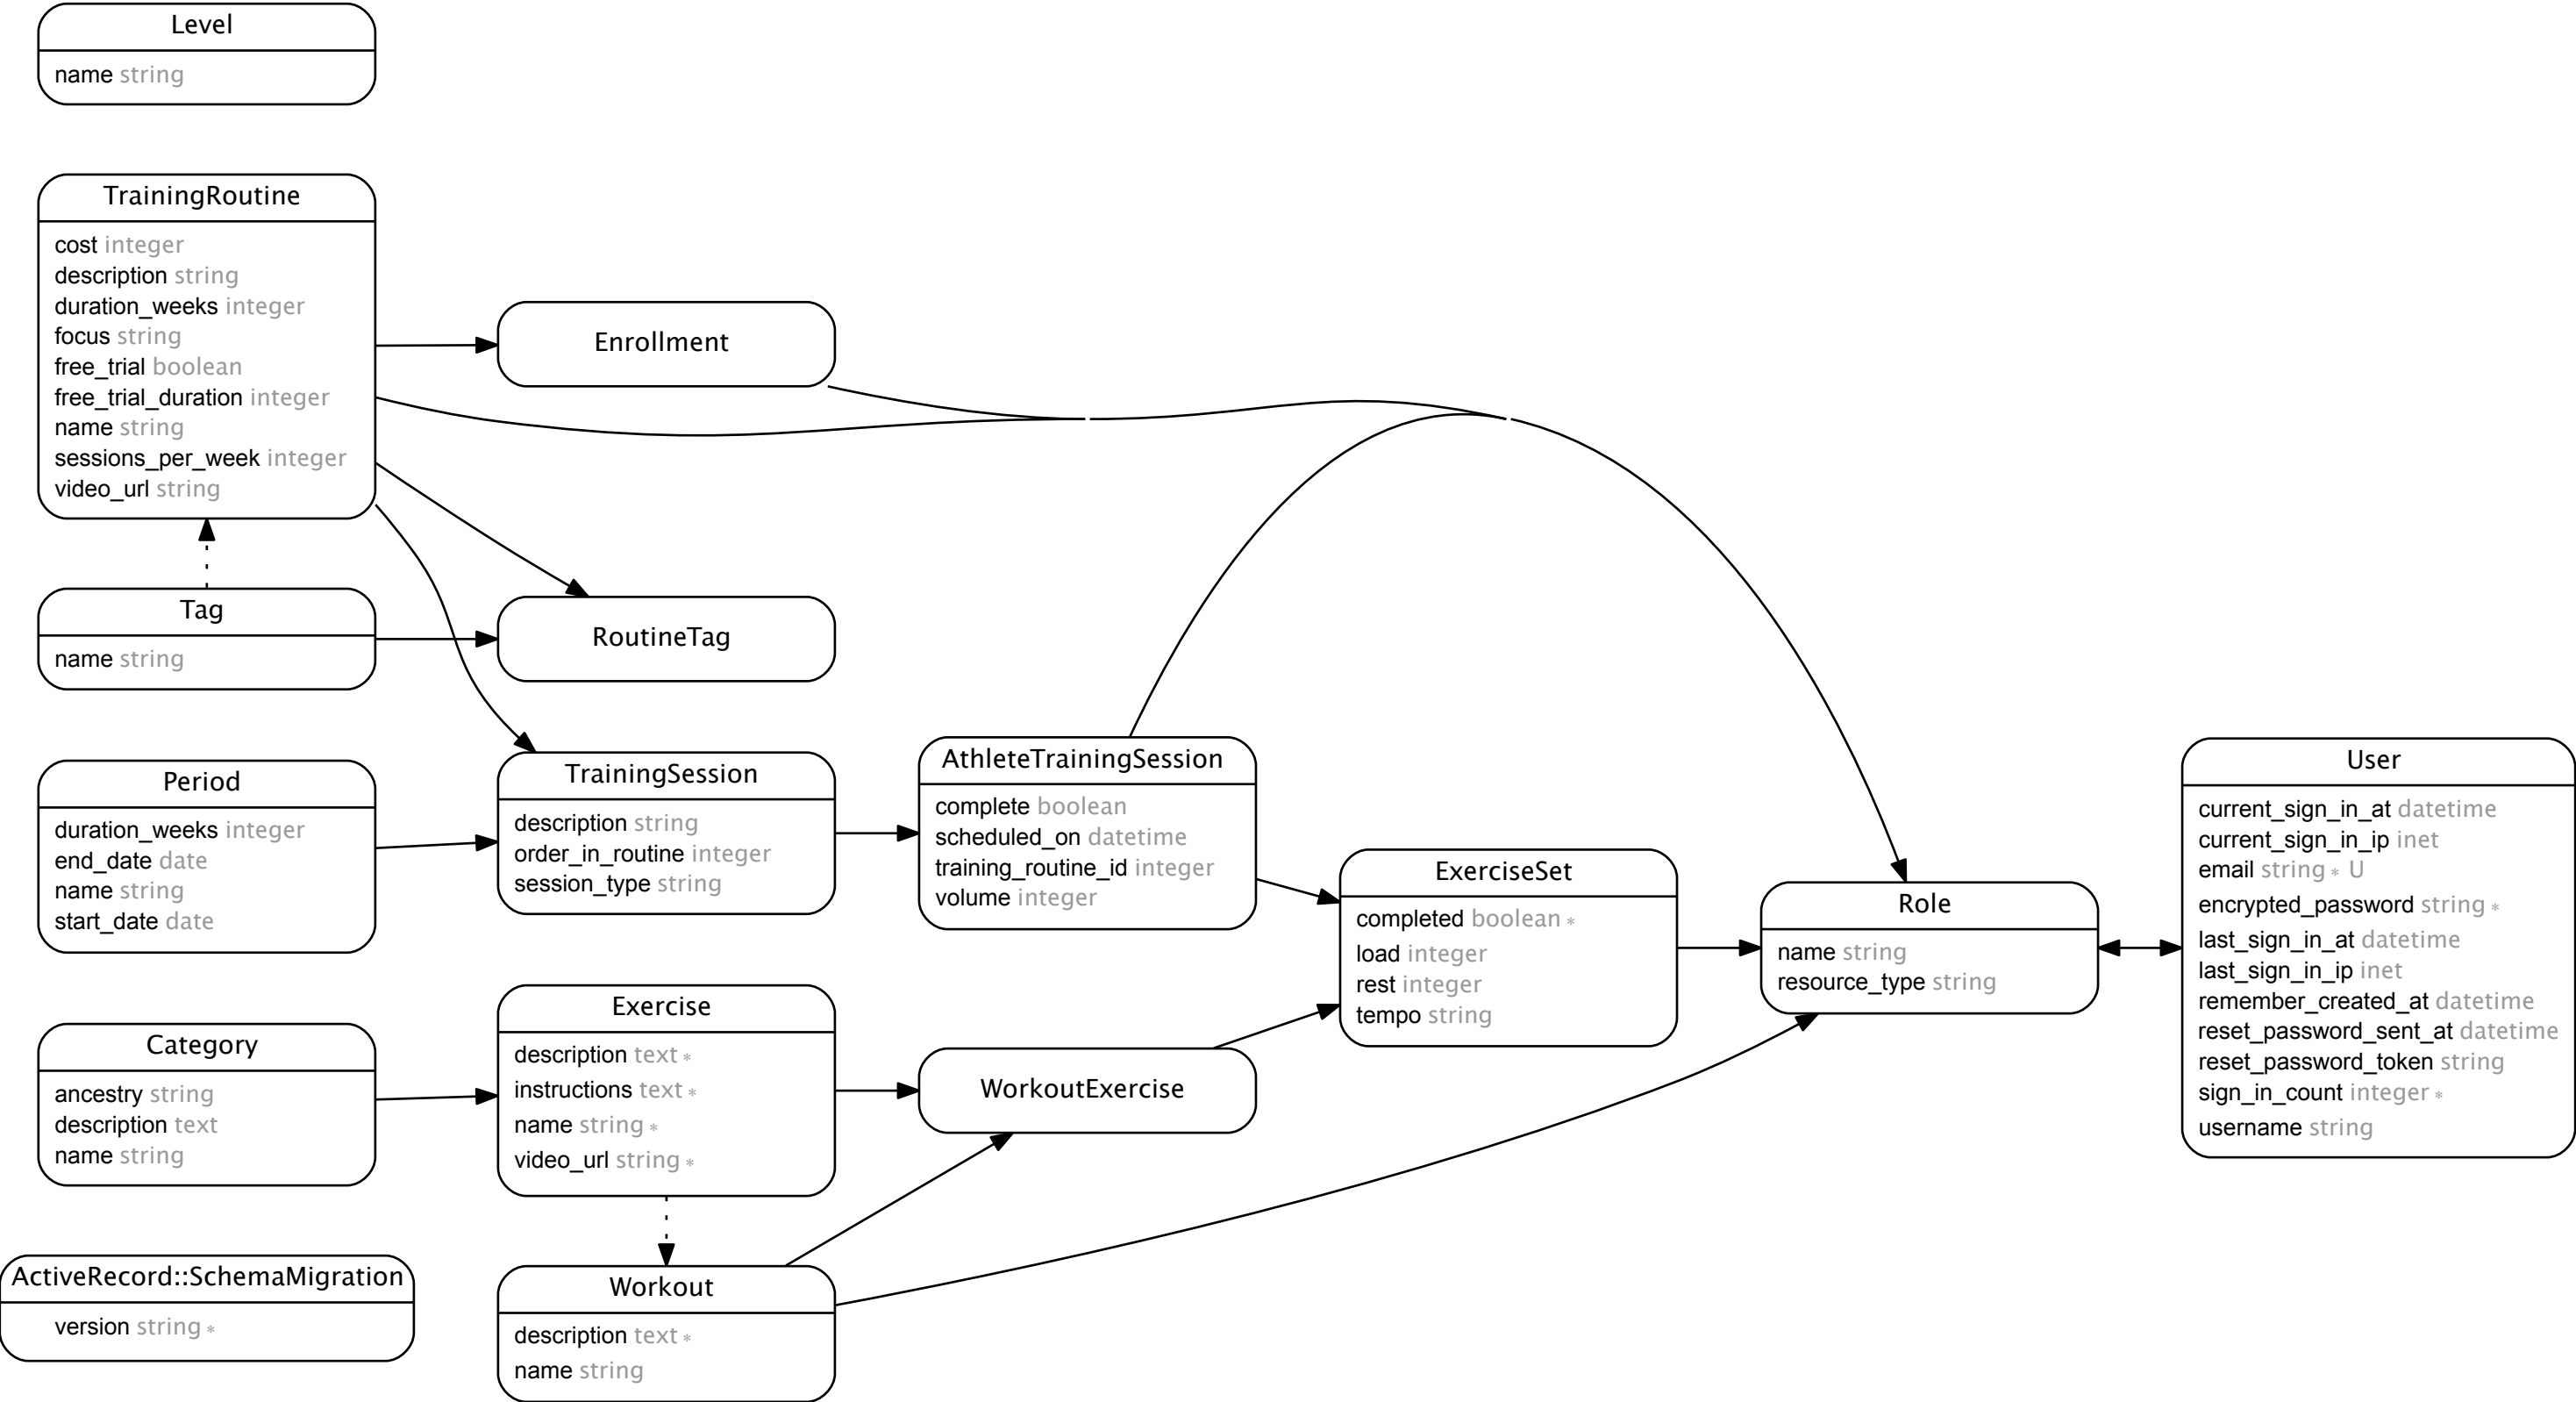 Level
name string
TrainingRoutine
cost integer
description string
duration_weeks integer
focus string
free_trial boolean
free_trial_duration integer
name string
sessions_per_week integer
video_url string
Enrollment
Tag
name string
RoutineTag
Period
duration_weeks integer
end_date date
name string
start_date date
TrainingSession
description string
order_in_routine integer
session_type string
AthleteTrainingSession
complete boolean
scheduled_on datetime
training_routine_id integer
volume integer
ExerciseSet
completed boolean *
load integer
rest integer
tempo string
Role
name string
resource_type string
User
current_sign_in_at datetime
current_sign_in_ip inet
email string * U
encrypted_password string *
last_sign_in_at datetime
last_sign_in_ip inet
remember_created_at datetime
reset_password_sent_at datetime
reset_password_token string
sign_in_count integer *
username string
Category
ancestry string
description text
name string
Exercise
description text *
instructions text *
name string *
video_url string *
WorkoutExercise
ActiveRecord::SchemaMigration
version string *
Workout
description text *
name string